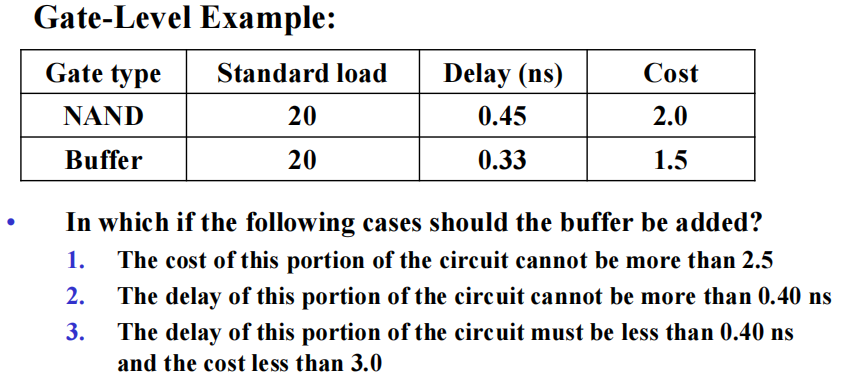 Gate-Level Example:
Gate type Standard load Delay (ns) Cost
NAND 20 0.45 2.0
Buffer 20 0.33 1.5
• In which if the following cases should the buffer be added?
1. The cost of this portion of the circuit cannot be more than 2.5
2. The delay of this portion of the circuit cannot be more than 0.40 ns
3. The delay of this portion of the circuit must be less than 0.40 ns
and the cost less than 3.0